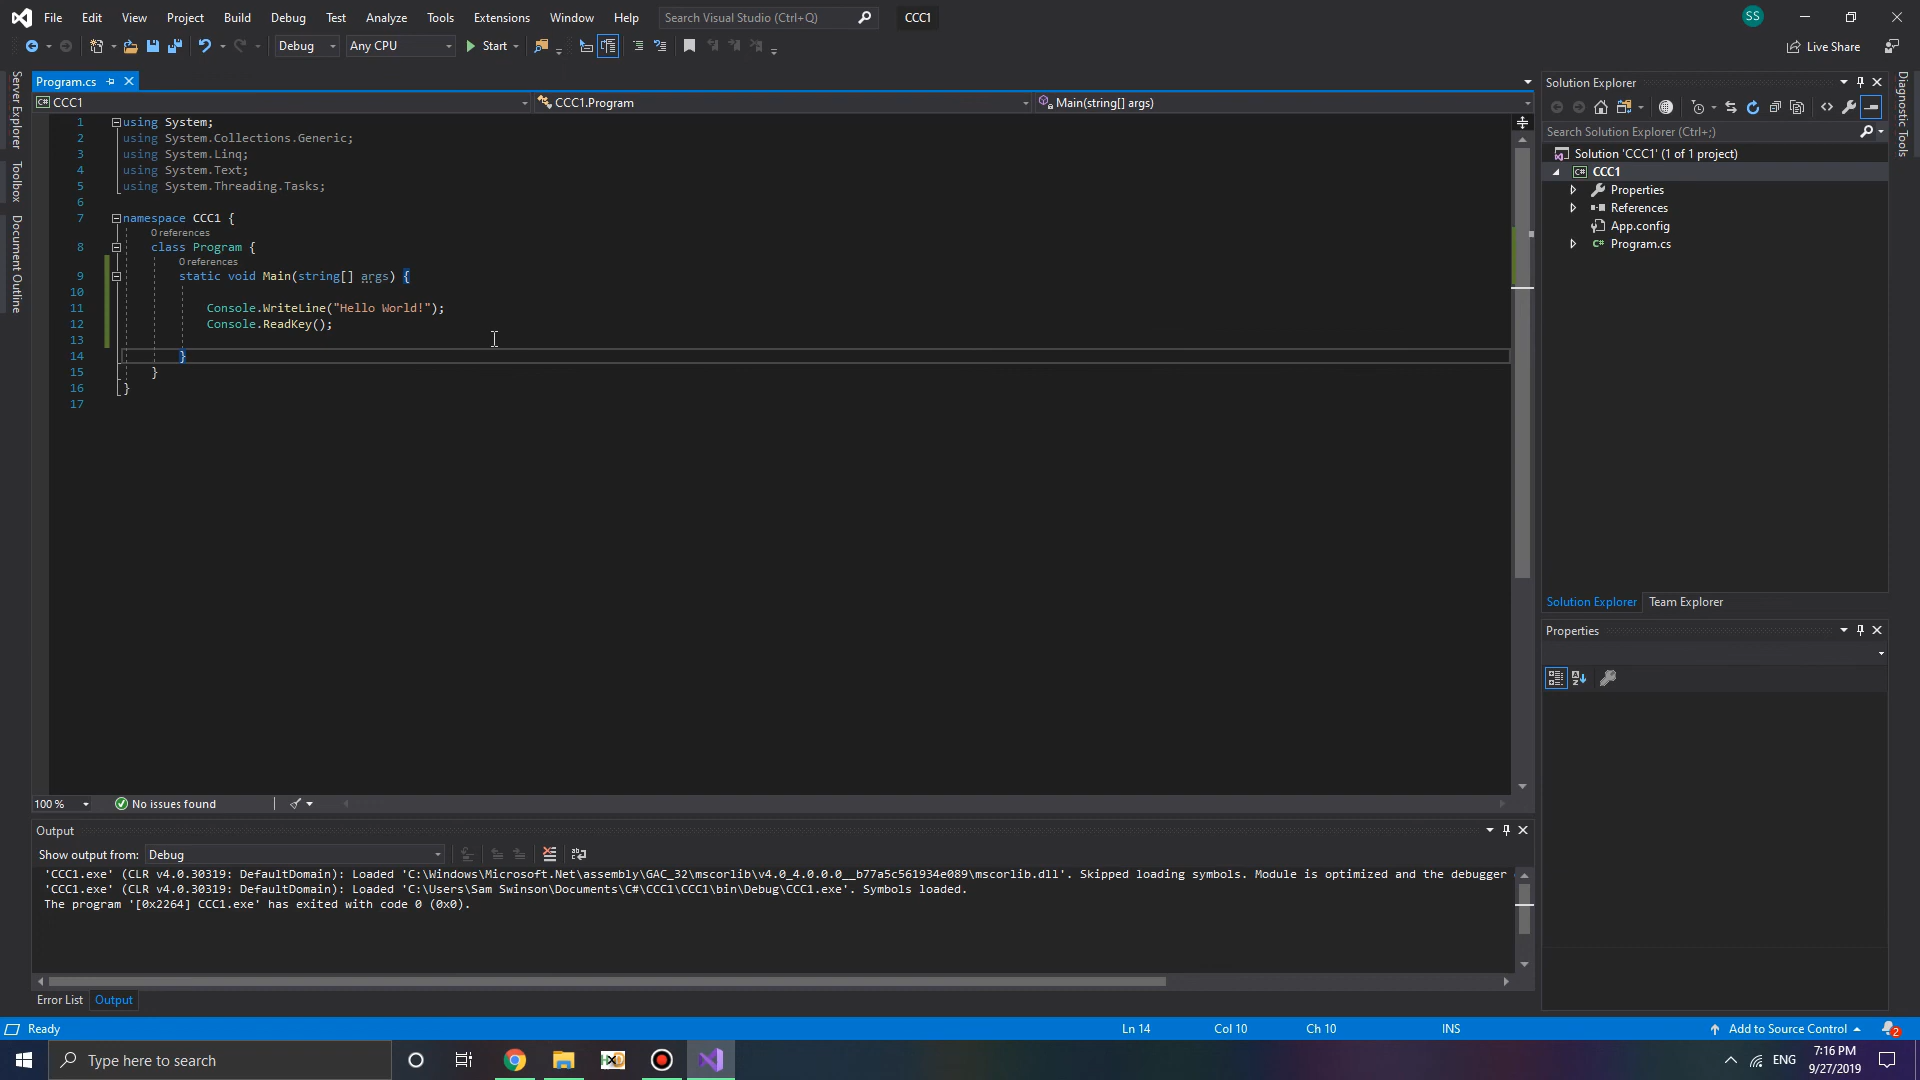 File Edit View Project Build Debug Test Analyze Tools Extensions Window Help Search Visual Studio (Ctrl+Q) CCC1 SS
Debug Any CPU Start Live Share
Server Explorer
Toolbox
Document Outline
Program.cs
CCC1 CCC1.Program Main(string[] args)
1 using System;
2 using System.Collections.Generic;
3 using System.Linq;
4 using System.Text;
5 using System.Threading.Tasks;
6
7 namespace CCC1 {
0 references
8 class Program {
0 references
9 static void Main(string[] args) {
10
11 Console.WriteLine("Hello World!");
12 Console.ReadKey();
13
14 }
15 }
16 }
17
100 % No issues found
Output
Show output from: Debug
'CCC1.exe' (CLR v4.0.30319: DefaultDomain): Loaded 'C:\Windows\Microsoft.Net\assembly\GAC_32\mscorlib\v4.0_4.0.0.0__b77a5c561934e089\mscorlib.dll'. Skipped loading symbols. Module is optimized and the debugger
'CCC1.exe' (CLR v4.0.30319: DefaultDomain): Loaded 'C:\Users\Sam Swinson\Documents\C#\CCC1\CCC1\bin\Debug\CCC1.exe'. Symbols loaded.
The program '[0x2264] CCC1.exe' has exited with code 0 (0x0).
Error List Output
Solution Explorer
Search Solution Explorer (Ctrl+;)
Solution 'CCC1' (1 of 1 project)
C# CCC1
Properties
References
App.config
C# Program.cs
Solution Explorer Team Explorer
Properties
Diagnostic Tools
Ready Ln 14 Col 10 Ch 10 INS Add to Source Control 2
Type here to search HXD ENG 7:16 PM
9/27/2019